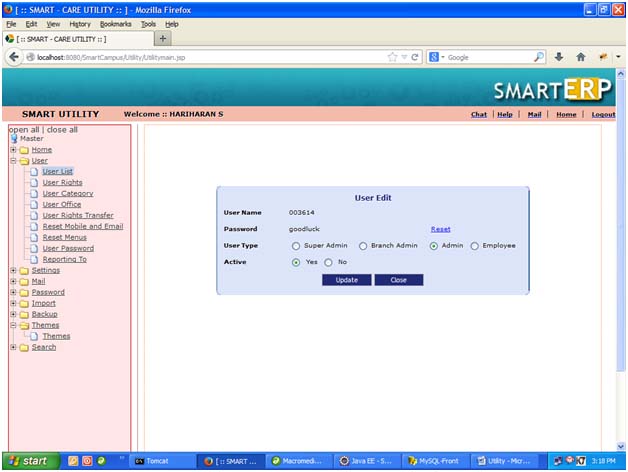 [ :: SMART - CARE UTILITY :: ] - Mozilla Firefox
File Edit View History Bookmarks Tools Help
[ :: SMART - CARE UTILITY :: ] +
localhost:8080/SmartCampus/Utility/Utilitymain.jsp Google
SMARTERP
SMART UTILITY Welcome :: HARIHARAN S Chat | Help | Mail | Home | Logout
open all | close all
Master
Home
User
User List
User Rights
User Category
User Office
User Rights Transfer
Reset Mobile and Email
Reset Menus
User Password
Reporting To
Settings
Mail
Password
Import
Backup
Themes
Themes
Search
User Edit
User Name 003614
Password goodluck Reset
User Type Super Admin Branch Admin Admin Employee
Active Yes No
Update Close
start Tomcat [ :: SMART ... Macromedi... Java EE - S... MySQL-Front Utility - Micr... 3:18 PM